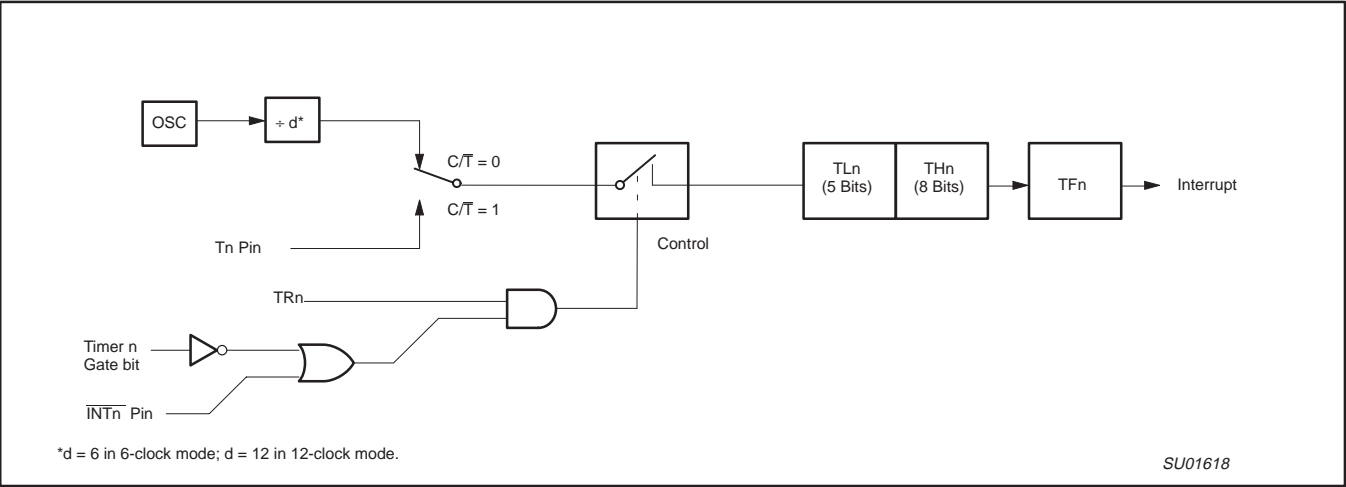 OSC
÷ d*
C/T̅ = 0
C/T̅ = 1
Tn Pin
TLn
(5 Bits)
THn
(8 Bits)
TFn
Interrupt
Control
TRn
Timer n
Gate bit
I̅N̅T̅n̅ Pin
*d = 6 in 6-clock mode; d = 12 in 12-clock mode.
SU01618